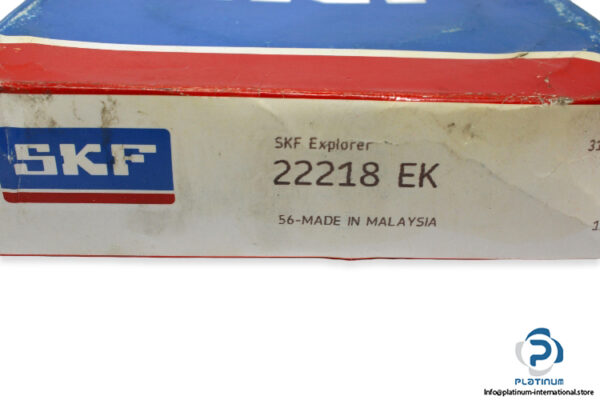 SKF
SKF Explorer
22218 EK
56-MADE IN MALAYSIA
PLATINUM
Info@platinum-international.store